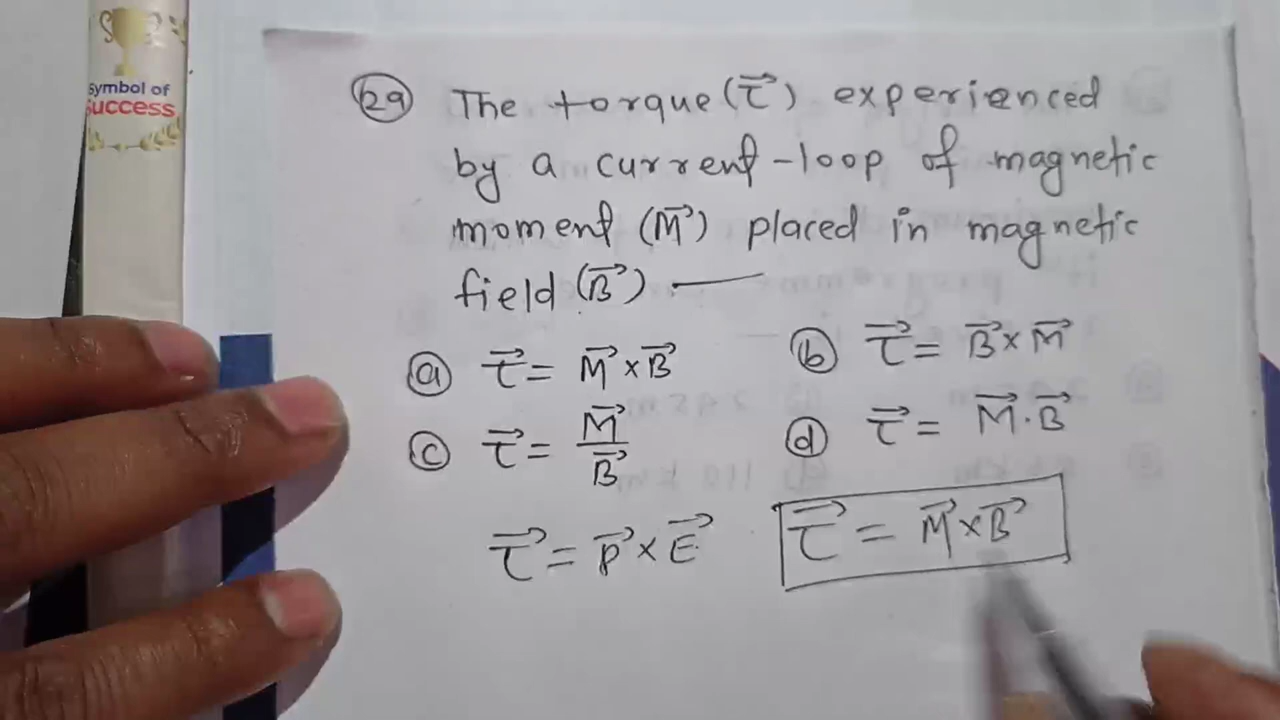 Symbol of
Success
29 The torque (τ⃗) experienced
by a current-loop of magnetic
moment (M⃗) placed in magnetic
field (B⃗) —
(a) τ⃗ = M⃗ × B⃗ (b) τ⃗ = B⃗ × M⃗
(c) τ⃗ = M⃗/B⃗ (d) τ⃗ = M⃗ · B⃗
τ⃗ = P⃗ × E⃗ τ⃗ = M⃗ × B⃗